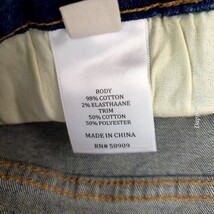 BODY
98% COTTON
2% ELASTHAANE
TRIM
50% COTTON
50% POLYESTER
MADE IN CHINA
RN# 58909